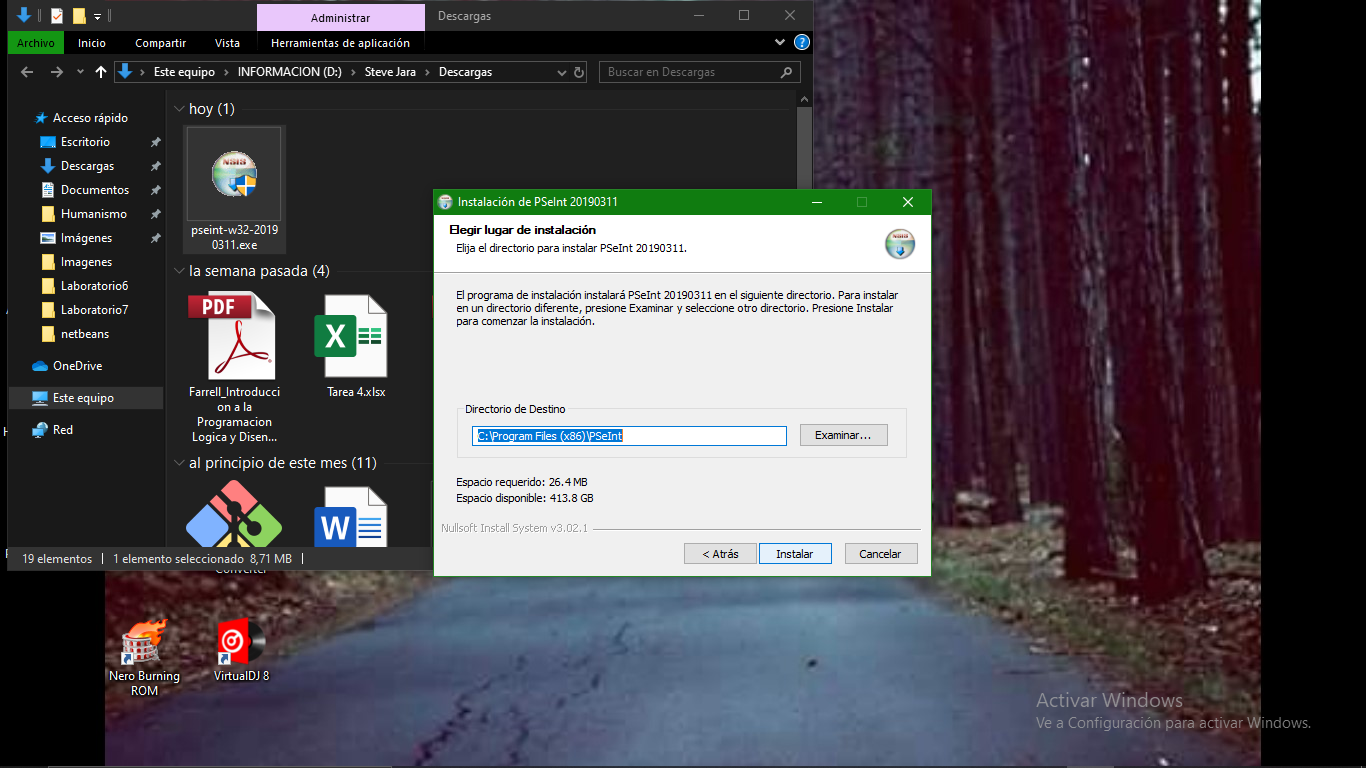 Administrar
Descargas
Archivo
Inicio
Compartir
Vista
Herramientas de aplicación
Este equipo
INFORMACION (D:)
Steve Jara
Descargas
Buscar en Descargas
Acceso rápido
Escritorio
Descargas
Documentos
Humanismo
Imágenes
Imagenes
Laboratorio6
Laboratorio7
netbeans
OneDrive
Este equipo
Red
hoy (1)
NSIS
pseint-w32-2019
0311.exe
la semana pasada (4)
PDF
Farrell_Introducci
on a la
Programacion
Logica y Disen...
X
Tarea 4.xlsx
al principio de este mes (11)
W
19 elementos
1 elemento seleccionado 8,71 MB
Instalación de PSeInt 20190311
Elegir lugar de instalación
Elija el directorio para instalar PSeInt 20190311.
NSIS
El programa de instalación instalará PSeInt 20190311 en el siguiente directorio. Para instalar
en un directorio diferente, presione Examinar y seleccione otro directorio. Presione Instalar
para comenzar la instalación.
Directorio de Destino
C:\Program Files (x86)\PSeInt
Examinar...
Espacio requerido: 26.4 MB
Espacio disponible: 413.8 GB
Nullsoft Install System v3.02.1
< Atrás
Instalar
Cancelar
Converter
Nero Burning
ROM
VirtualDJ 8
Activar Windows
Ve a Configuración para activar Windows.